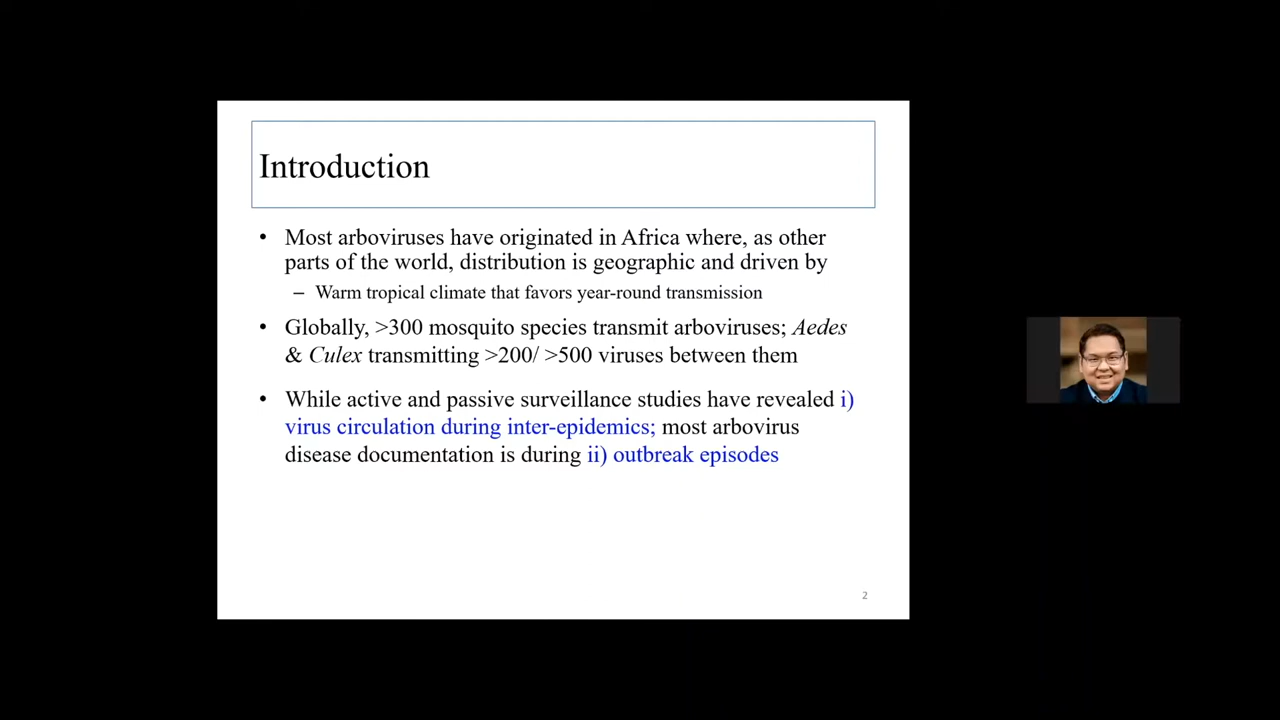 Introduction
• Most arboviruses have originated in Africa where, as other
parts of the world, distribution is geographic and driven by
– Warm tropical climate that favors year-round transmission
• Globally, >300 mosquito species transmit arboviruses; Aedes
& Culex transmitting >200/ >500 viruses between them
• While active and passive surveillance studies have revealed i)
virus circulation during inter-epidemics; most arbovirus
disease documentation is during ii) outbreak episodes
2